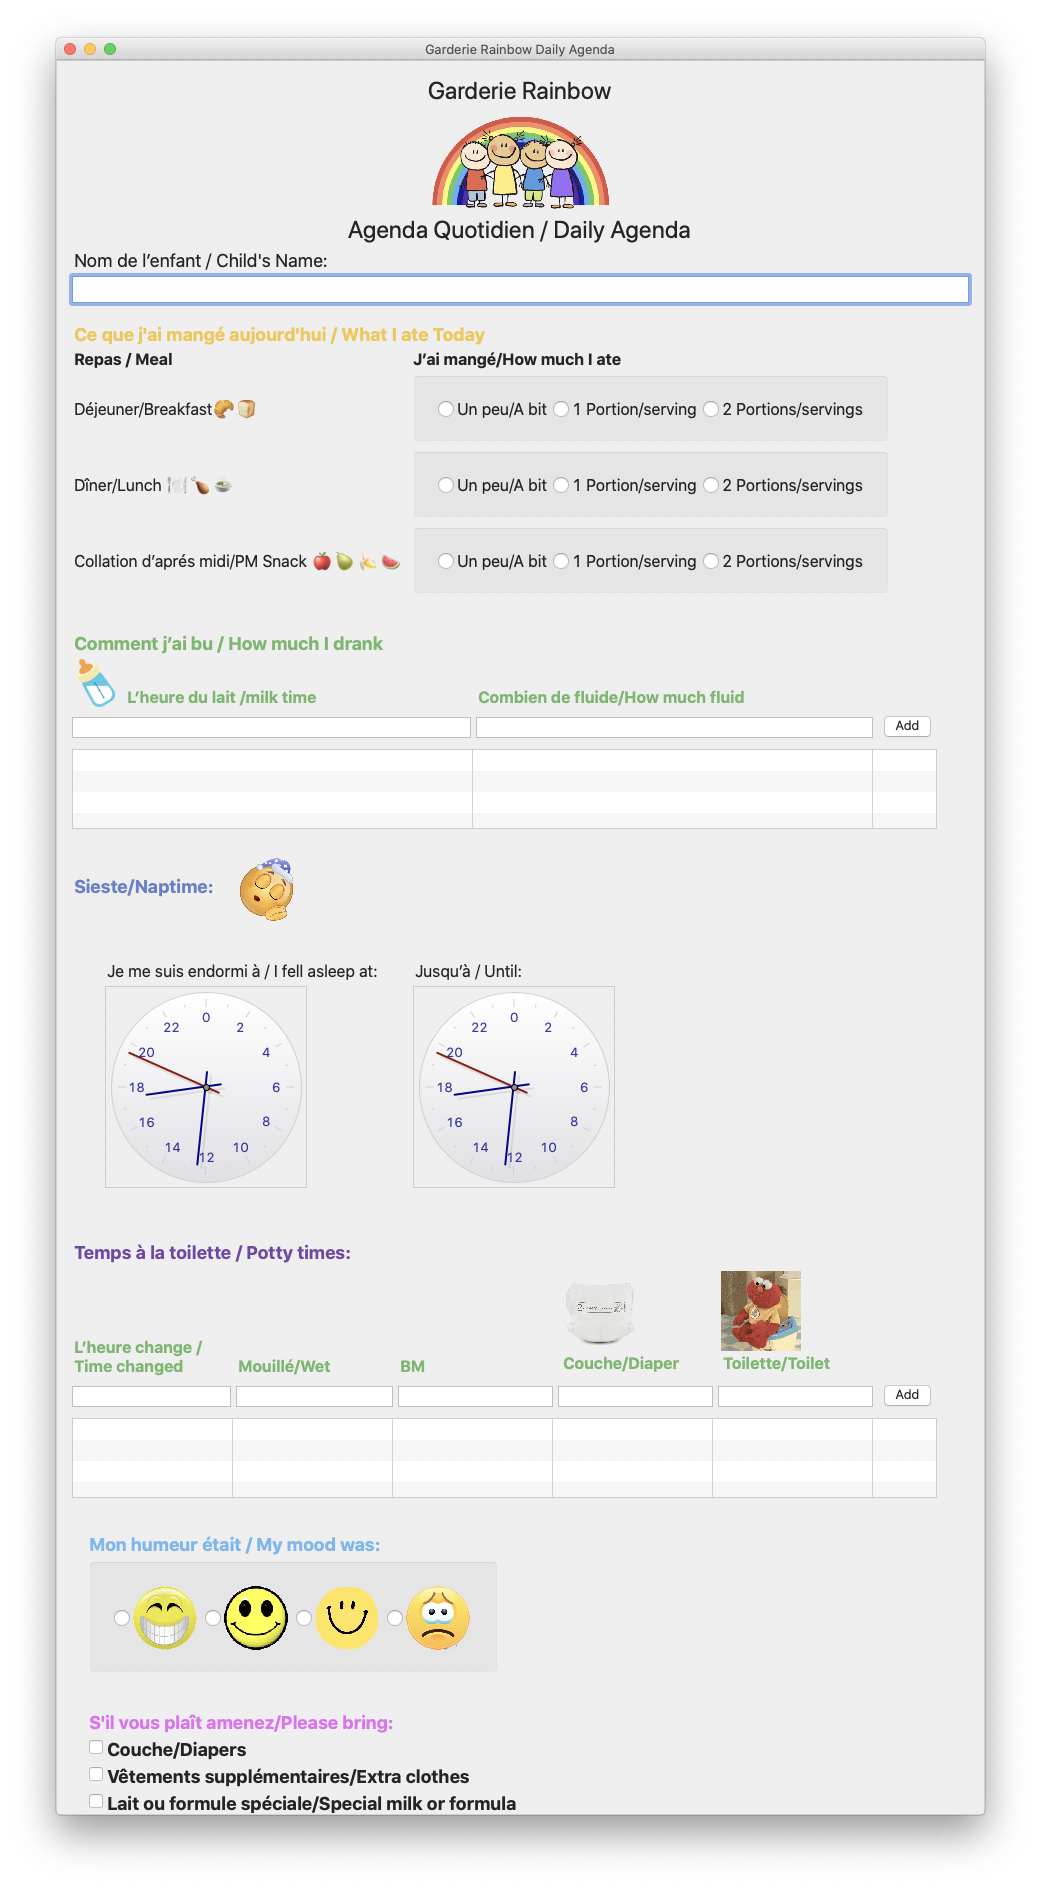 Garderie Rainbow Daily Agenda
Garderie Rainbow
Agenda Quotidien / Daily Agenda
Nom de l’enfant / Child's Name:
Ce que j'ai mangé aujourd'hui / What I ate Today
Repas / Meal J’ai mangé/How much I ate
Déjeuner/Breakfast Un peu/A bit 1 Portion/serving 2 Portions/servings
Dîner/Lunch Un peu/A bit 1 Portion/serving 2 Portions/servings
Collation d’aprés midi/PM Snack Un peu/A bit 1 Portion/serving 2 Portions/servings
Comment j’ai bu / How much I drank
L’heure du lait /milk time Combien de fluide/How much fluid
Add
Sieste/Naptime:
Je me suis endormi à / I fell asleep at: Jusqu’à / Until:
0 2 4 6 8 10 12 14 16 18 20 22
0 2 4 6 8 10 12 14 16 18 20 22
Temps à la toilette / Potty times:
L’heure change /
Time changed Mouillé/Wet BM Couche/Diaper Toilette/Toilet
Add
Mon humeur était / My mood was:
S'il vous plaît amenez/Please bring:
Couche/Diapers
Vêtements supplémentaires/Extra clothes
Lait ou formule spéciale/Special milk or formula